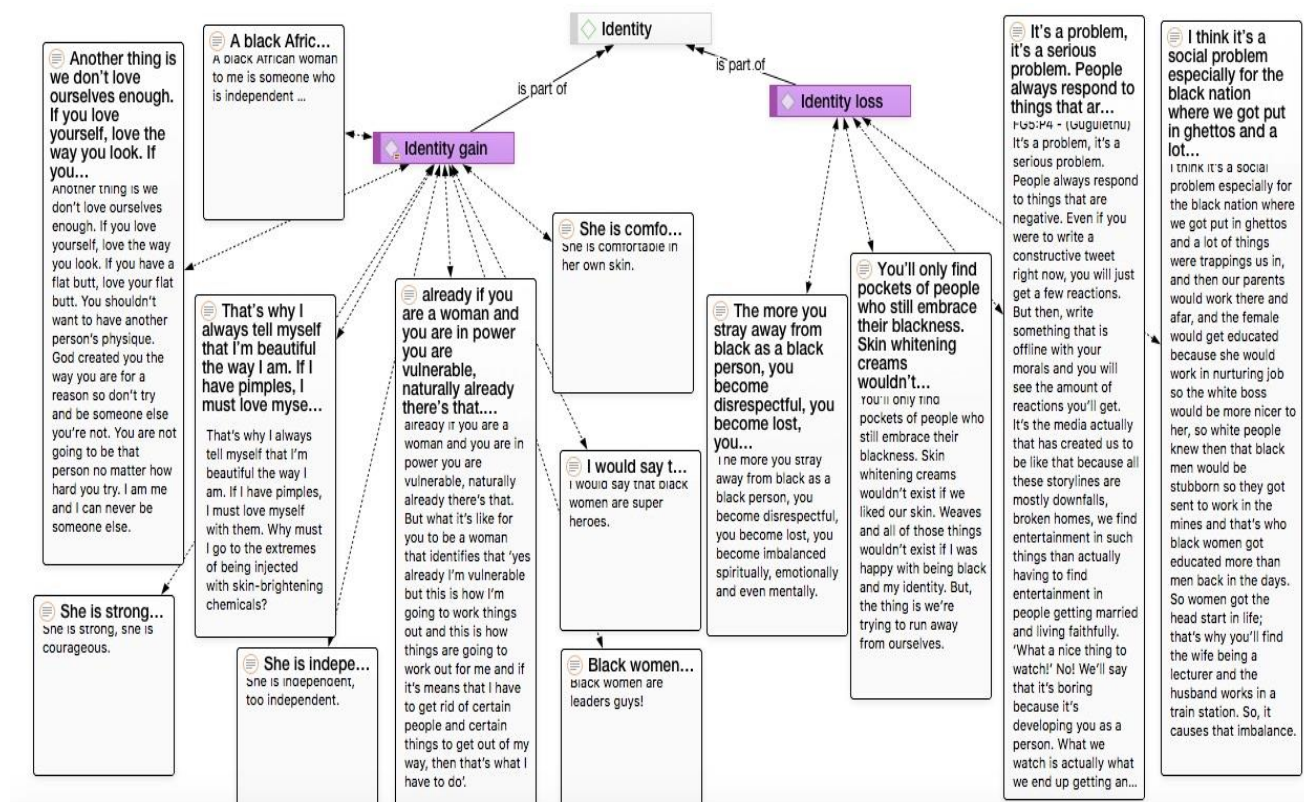 Identity
is part of
is part of
Identity gain
Identity loss
Another thing is
we don't love
ourselves enough.
If you love
yourself, love the
way you look. If
you...
Another thing is we
don't love ourselves
enough. If you love
yourself, love the way
you look. If you have a
flat butt, love your flat
butt. You shouldn't
want to have another
person's physique.
God created you the
way you are for a
reason so don't try
and be someone else
you're not. You are not
going to be that
person no matter how
hard you try. I am me
and I can never be
someone else.
A black Afric...
A black African woman
to me is someone who
is independent ...
That's why I
always tell myself
that I'm beautiful
the way I am. If I
have pimples, I
must love myse...
That's why I always
tell myself that I'm
beautiful the way I
am. If I have pimples,
I must love myself
with them. Why must
I go to the extremes
of being injected
with skin-brightening
chemicals?
already if you
are a woman and
you are in power
you are
vulnerable,
naturally already
there's that....
already if you are a
woman and you are in
power you are
vulnerable, naturally
already there's that.
But what it's like for
you to be a woman
that identifies that 'yes
already I'm vulnerable
but this is how I'm
going to work things
out and this is how
things are going to
work out for me and if
it's means that I have
to get rid of certain
people and certain
things to get out of my
way, then that's what I
have to do'.
She is comfo...
She is comfortable in
her own skin.
I would say t...
I would say that black
women are super
heroes.
She is strong...
She is strong, she is
courageous.
She is indepe...
She is independent,
too independent.
Black women...
Black women are
leaders guys!
The more you
stray away from
black as a black
person, you
become
disrespectful, you
become lost,
you...
The more you stray
away from black as a
black person, you
become disrespectful,
you become lost, you
become imbalanced
spiritually, emotionally
and even mentally.
You'll only find
pockets of people
who still embrace
their blackness.
Skin whitening
creams
wouldn't...
You'll only find
pockets of people who
still embrace their
blackness. Skin
whitening creams
wouldn't exist if we
liked our skin. Weaves
and all of those things
wouldn't exist if I was
happy with being black
and my identity. But,
the thing is we're
trying to run away
from ourselves.
It's a problem,
it's a serious
problem. People
always respond to
things that ar...
FG5:P4 - (Gugulethu)
It's a problem, it's a
serious problem.
People always respond
to things that are
negative. Even if you
were to write a
constructive tweet
right now, you will just
get a few reactions.
But then, write
something that is
offline with your
morals and you will
see the amount of
reactions you'll get.
It's the media actually
that has created us to
be like that because all
these storylines are
mostly downfalls,
broken homes, we find
entertainment in such
things than actually
having to find
entertainment in
people getting married
and living faithfully.
'What a nice thing to
watch!' No! We'll say
that it's boring
because it's
developing you as a
person. What we
watch is actually what
we end up getting an...
I think it's a
social problem
especially for the
black nation
where we got put
in ghettos and a
lot...
I think it's a social
problem especially for
the black nation where
we got put in ghettos
and a lot of things
were trappings us in,
and then our parents
would work there and
afar, and the female
would get educated
because she would
work in nurturing job
so the white boss
would be more nicer to
her, so white people
knew then that black
men would be
stubborn so they got
sent to work in the
mines and that's who
black women got
educated more than
men back in the days.
So women got the
head start in life;
that's why you'll find
the wife being a
lecturer and the
husband works in a
train station. So, it
causes that imbalance.